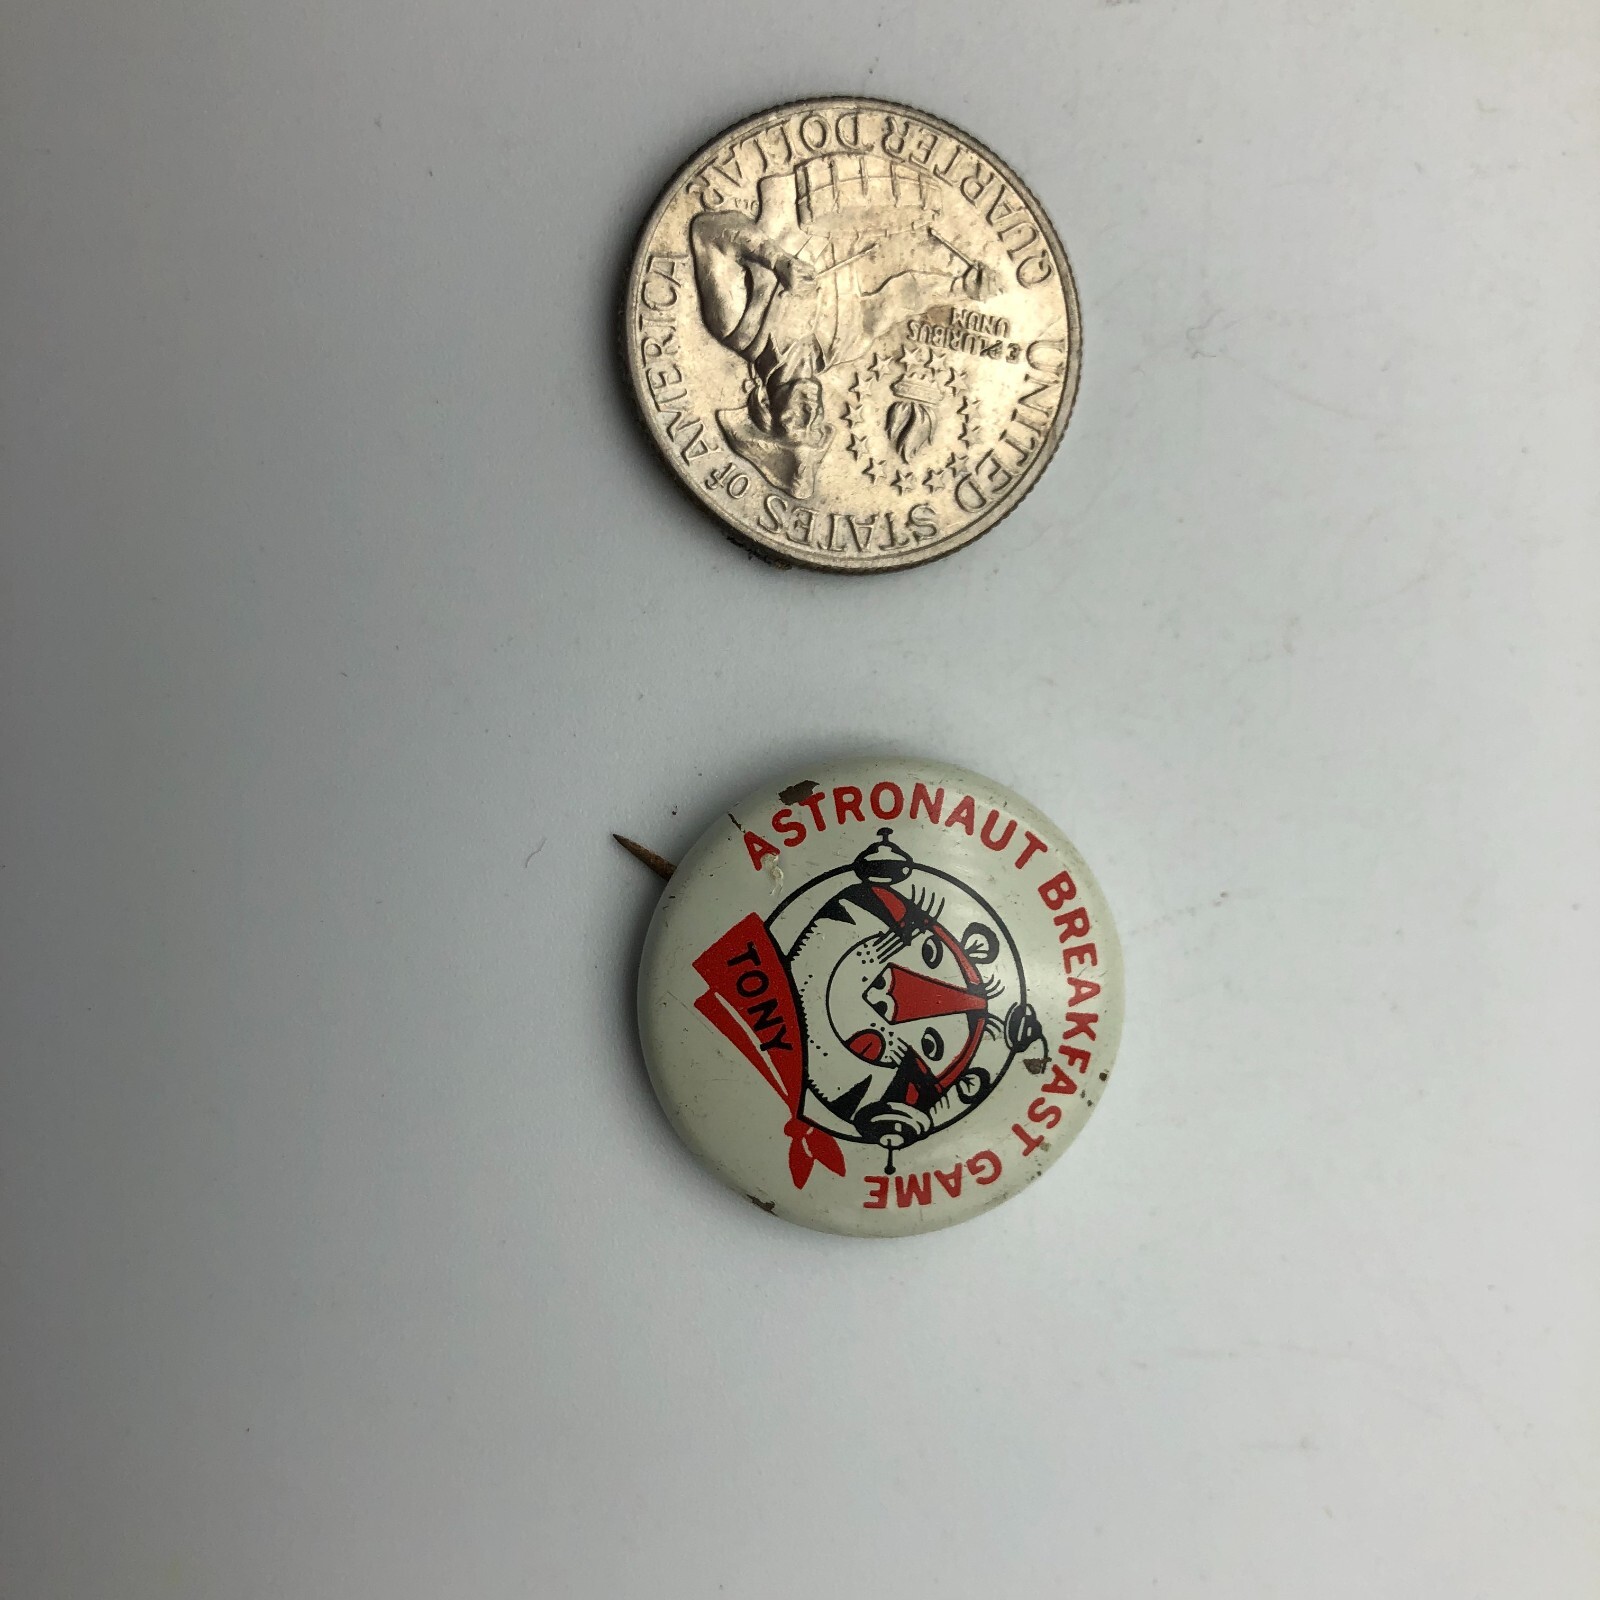 UNITED STATES OF AMERICA
E PLURIBUS
UNUM
QUARTER DOLLAR
ASTRONAUT BREAKFAST GAME
TONY